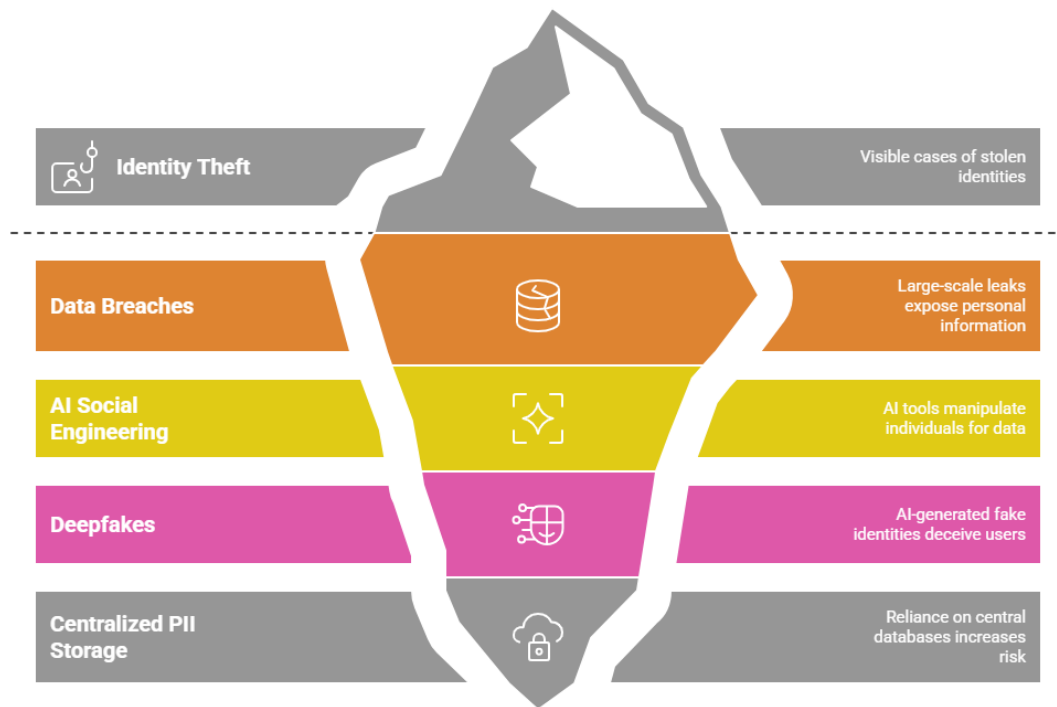 Identity Theft
Visible cases of stolen
identities
Data Breaches
Large-scale leaks
expose personal
information
AI Social
Engineering
AI tools manipulate
individuals for data
Deepfakes
AI-generated fake
identities deceive users
Centralized PII
Storage
Reliance on central
databases increases
risk